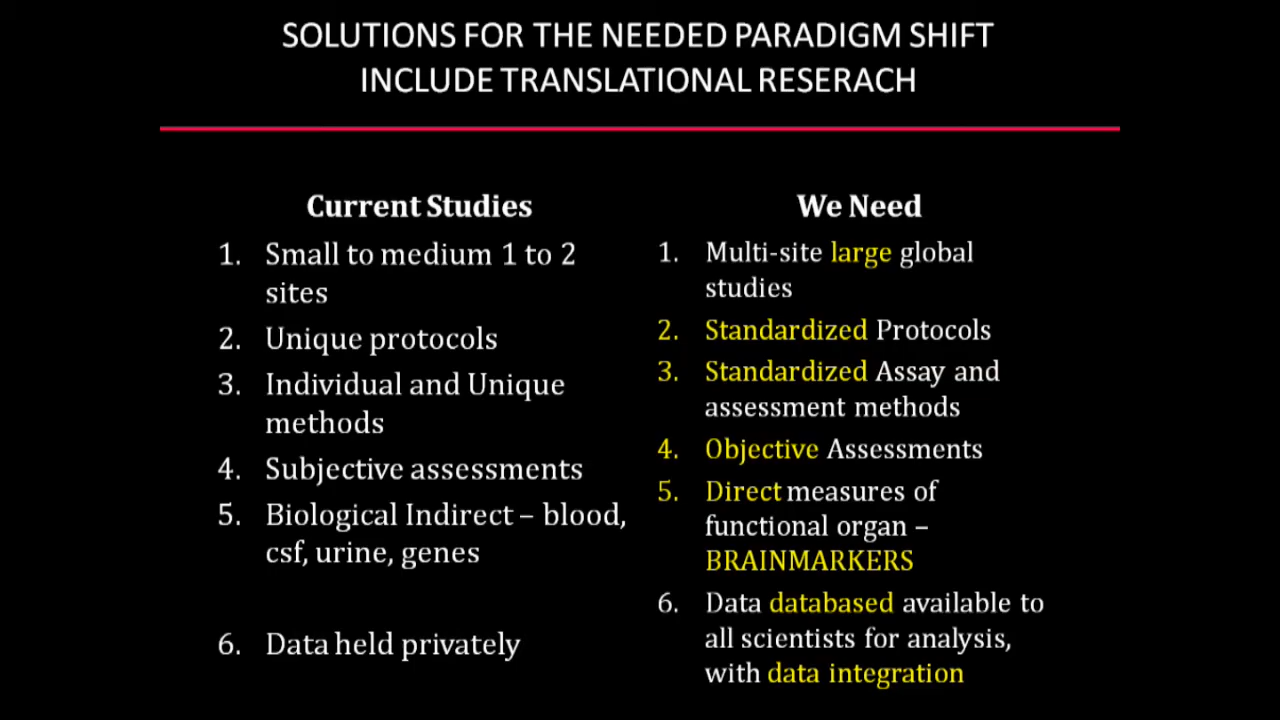 SOLUTIONS FOR THE NEEDED PARADIGM SHIFT
INCLUDE TRANSLATIONAL RESERACH
Current Studies
1. Small to medium 1 to 2
sites
2. Unique protocols
3. Individual and Unique
methods
4. Subjective assessments
5. Biological Indirect – blood,
csf, urine, genes
6. Data held privately
We Need
1. Multi-site large global
studies
2. Standardized Protocols
3. Standardized Assay and
assessment methods
4. Objective Assessments
5. Direct measures of
functional organ –
BRAINMARKERS
6. Data databased available to
all scientists for analysis,
with data integration